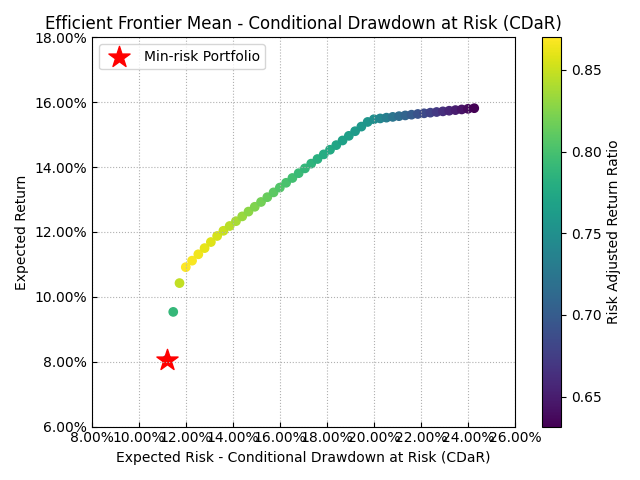 Efficient Frontier Mean - Conditional Drawdown at Risk (CDaR)
Min-risk Portfolio
18.00%
16.00%
14.00%
12.00%
10.00%
8.00%
6.00%
Expected Return
8.00% 10.00% 12.00% 14.00% 16.00% 18.00% 20.00% 22.00% 24.00% 26.00%
Expected Risk - Conditional Drawdown at Risk (CDaR)
0.85
0.80
0.75
0.70
0.65
Risk Adjusted Return Ratio